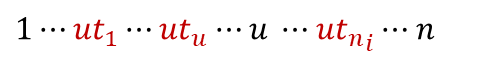 1 ⋯ ut₁ ⋯ utᵤ ⋯ u ⋯ utₙᵢ ⋯ n